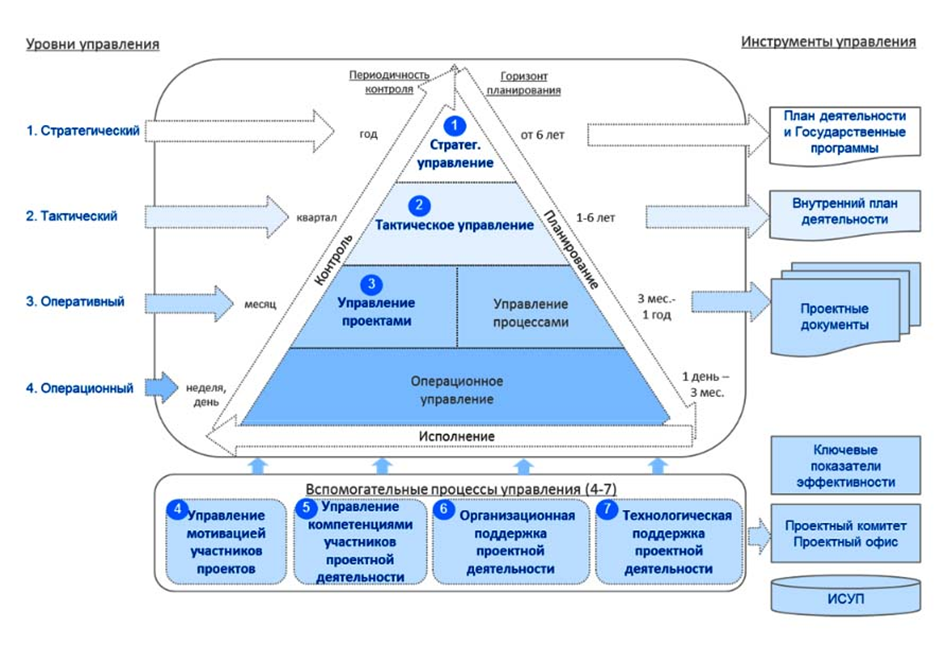 Уровни управления
Инструменты управления
Периодичность
контроля
Горизонт
планирования
1. Стратегический
год
1
Стратег.
управление
от 6 лет
План деятельности
и Государственные
программы
2. Тактический
квартал
2
Тактическое управление
1-6 лет
Внутренний план
деятельности
Контроль
Планирование
3. Оперативный
месяц
3
Управление
проектами
Управление
процессами
3 мес.-
1 год
Проектные
документы
4. Операционный
неделя,
день
Операционное
управление
1 день –
3 мес.
Исполнение
Вспомогательные процессы управления (4-7)
4
Управление
мотивацией
участников
проектов
5
Управление
компетенциями
участников
проектной
деятельности
6
Организационная
поддержка
проектной
деятельности
7
Технологическая
поддержка
проектной
деятельности
Ключевые
показатели
эффективности
Проектный комитет
Проектный офис
ИСУП